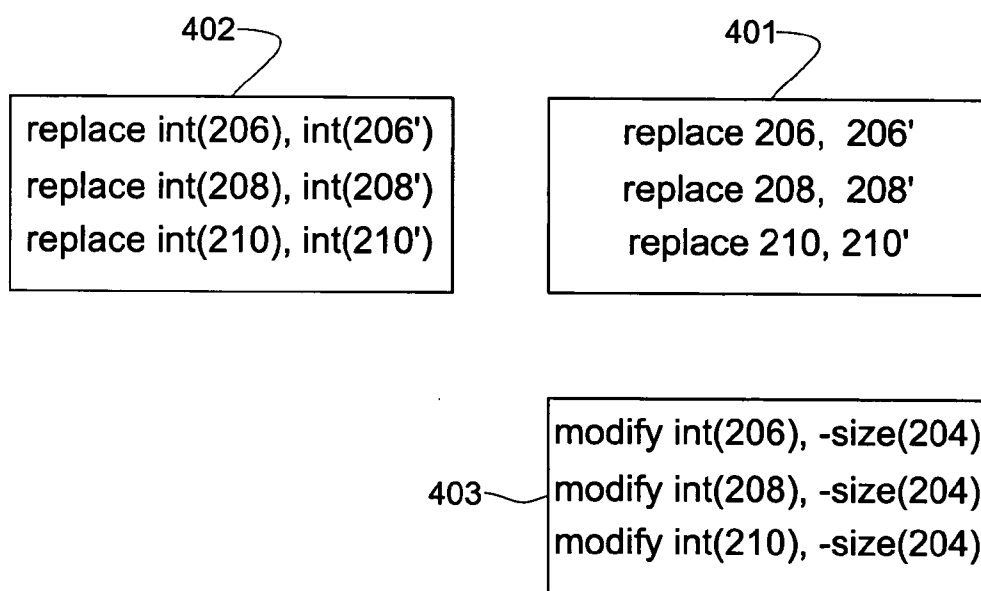 402
replace int(206), int(206')
replace int(208), int(208')
replace int(210), int(210')
401
replace 206, 206'
replace 208, 208'
replace 210, 210'
403
modify int(206), -size(204)
modify int(208), -size(204)
modify int(210), -size(204)